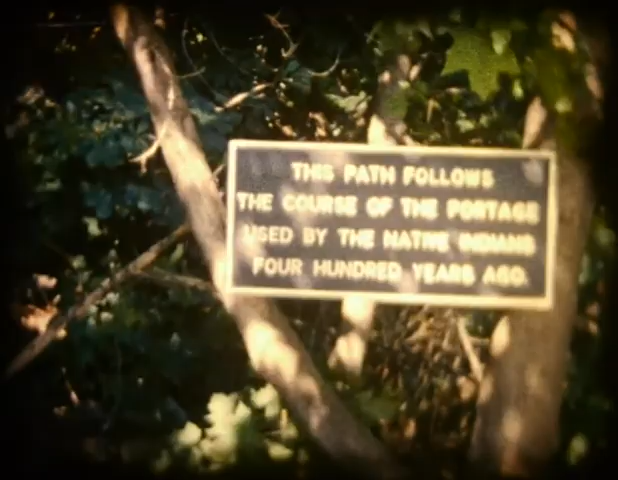 THIS PATH FOLLOWS
THE COURSE OF THE PORTAGE
USED BY THE NATIVE INDIANS
FOUR HUNDRED YEARS AGO.